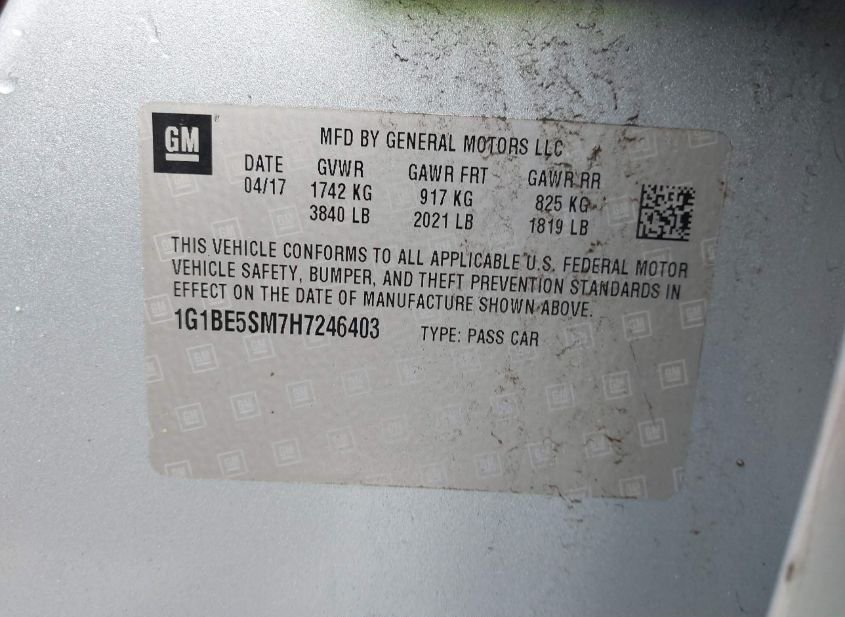 GM
MFD BY GENERAL MOTORS LLC
DATE GVWR GAWR FRT GAWR RR
04/17 1742 KG 917 KG 825 KG
3840 LB 2021 LB 1819 LB
THIS VEHICLE CONFORMS TO ALL APPLICABLE U.S. FEDERAL MOTOR
VEHICLE SAFETY, BUMPER, AND THEFT PREVENTION STANDARDS IN
EFFECT ON THE DATE OF MANUFACTURE SHOWN ABOVE.
1G1BE5SM7H7246403 TYPE: PASS CAR